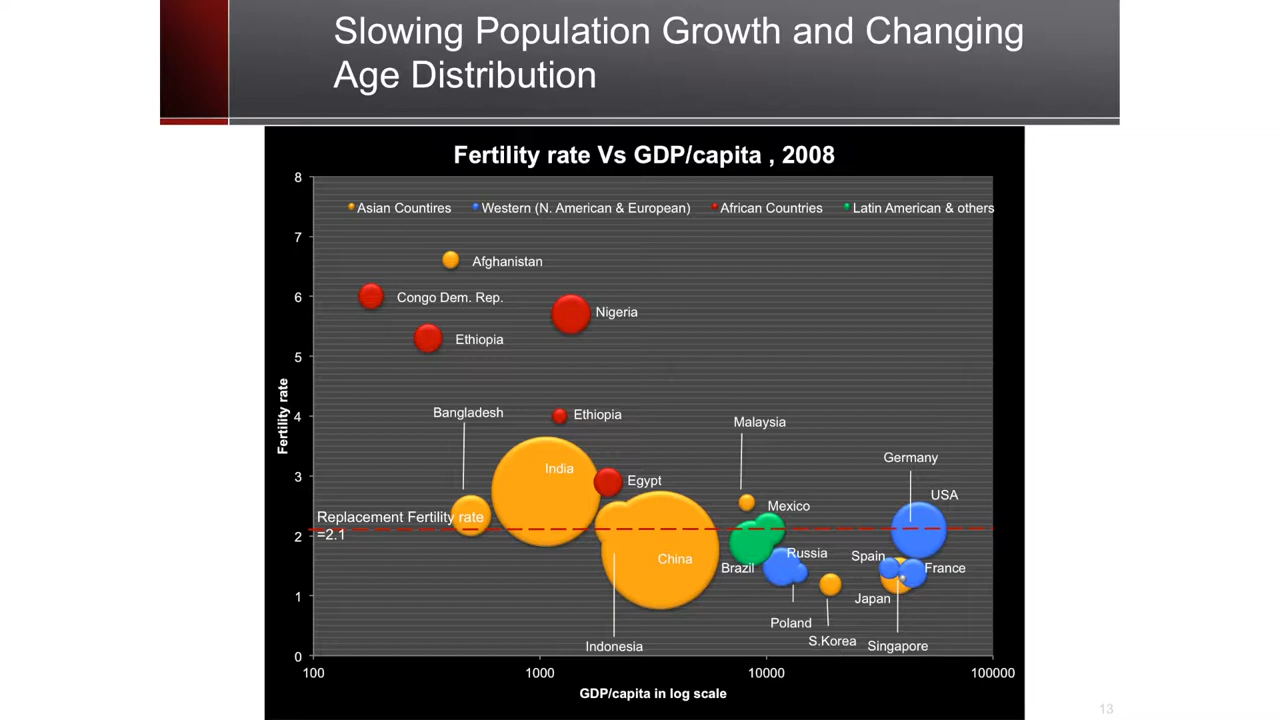 Slowing Population Growth and Changing
Age Distribution
Fertility rate Vs GDP/capita , 2008
8
7
6
5
4
3
2
1
0
Fertility rate
Asian Countires
Western (N. American & European)
African Countries
Latin American & others
Afghanistan
Congo Dem. Rep.
Nigeria
Ethiopia
Bangladesh
Ethiopia
Malaysia
Germany
India
Egypt
USA
Mexico
Replacement Fertility rate
=2.1
China
Brazil
Russia
Spain
France
Japan
Poland
S.Korea
Singapore
Indonesia
100
1000
10000
100000
GDP/capita in log scale
13